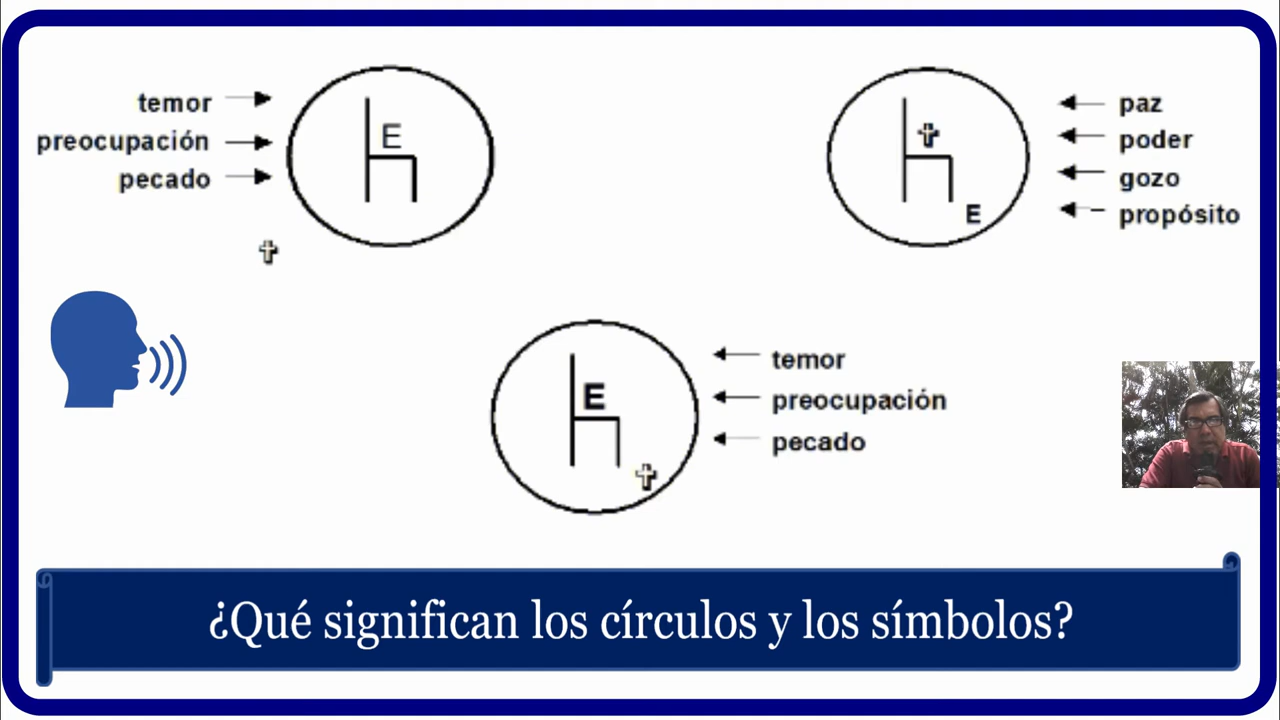 temor
preocupación
pecado
E
E
paz
poder
gozo
propósito
E
temor
preocupación
pecado
¿Qué significan los círculos y los símbolos?